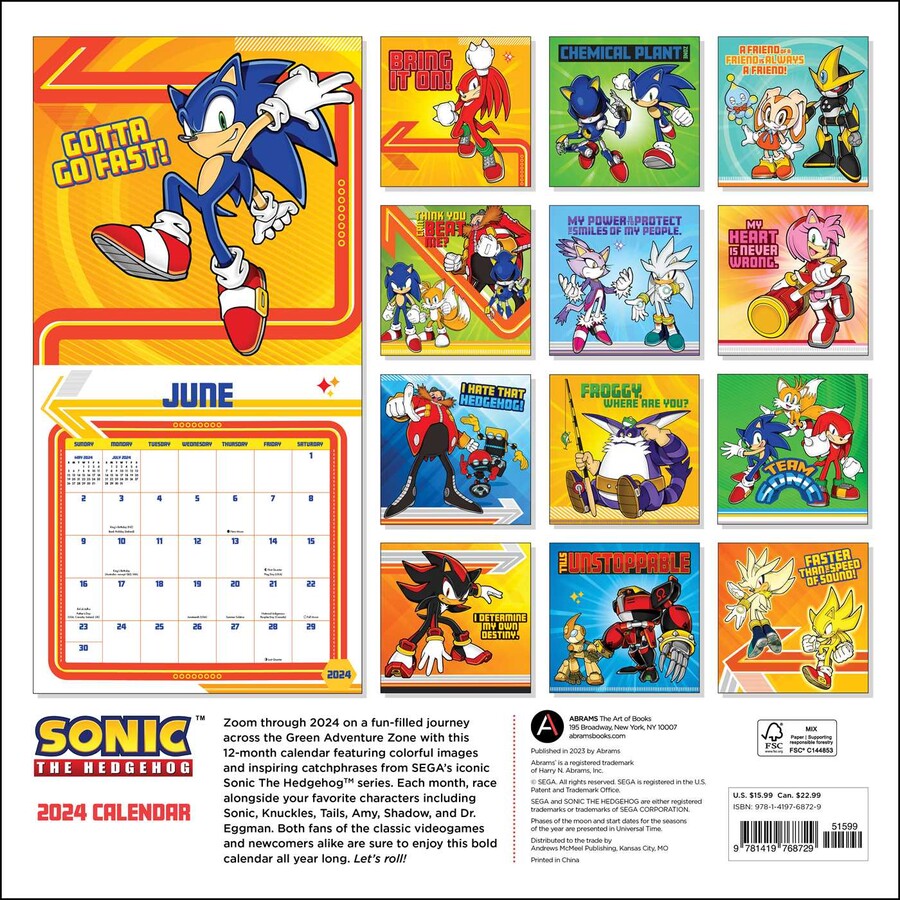 GOTTA
GO FAST!
JUNE
SUNDAY MONDAY TUESDAY WEDNESDAY THURSDAY FRIDAY SATURDAY
MAY 2024 JULY 2024
1
2 3 4 5 6 7 8
9 10 11 12 13 14 15
16 17 18 19 20 21 22
23 24 25 26 27 28 29
30
2024
BRING
IT ON!
CHEMICAL PLANT ZONE
A FRIEND OF A
FRIEND IS ALWAYS
A FRIEND!
THINK YOU
CAN BEAT
ME?
MY POWER IS TO PROTECT
THE SMILES OF MY PEOPLE.
MY
HEART
IS NEVER
WRONG.
I HATE THAT
HEDGEHOG!
FROGGY,
WHERE ARE YOU?
TEAM
SONIC
I DETERMINE
MY OWN
DESTINY.
STILL UNSTOPPABLE
Ω
FASTER
THAN THE SPEED
OF SOUND!
SONIC™
THE HEDGEHOG
2024 CALENDAR
Zoom through 2024 on a fun-filled journey
across the Green Adventure Zone with this
12-month calendar featuring colorful images
and inspiring catchphrases from SEGA's iconic
Sonic The Hedgehog™ series. Each month, race
alongside your favorite characters including
Sonic, Knuckles, Tails, Amy, Shadow, and Dr.
Eggman. Both fans of the classic videogames
and newcomers alike are sure to enjoy this bold
calendar all year long. Let's roll!
A
ABRAMS The Art of Books
195 Broadway, New York, NY 10007
abramsbooks.com
Published in 2023 by Abrams
Abrams® is a registered trademark
of Harry N. Abrams, Inc.
© SEGA. All rights reserved. SEGA is registered in the U.S.
Patent and Trademark Office.
SEGA and SONIC THE HEDGEHOG are either registered
trademarks or trademarks of SEGA CORPORATION.
Phases of the moon and start dates for the seasons
of the year are presented in Universal Time.
Distributed to the trade by
Andrews McMeel Publishing, Kansas City, MO
Printed in China
FSC
www.fsc.org
MIX
Paper | Supporting
responsible forestry
FSC® C144853
U.S. $15.99 Can. $22.99
ISBN: 978-1-4197-6872-9
51599
9 781419 768729